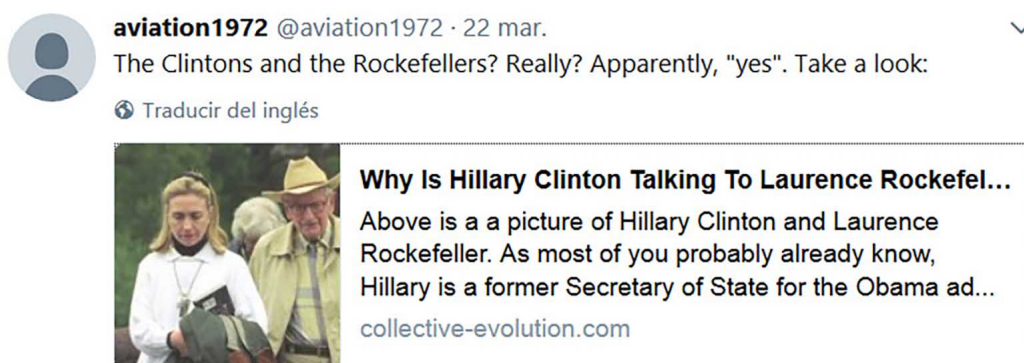 aviation1972 @aviation1972 · 22 mar.
The Clintons and the Rockefellers? Really? Apparently, "yes". Take a look:
Traducir del inglés
Why Is Hillary Clinton Talking To Laurence Rockefel...
Above is a a picture of Hillary Clinton and Laurence
Rockefeller. As most of you probably already know,
Hillary is a former Secretary of State for the Obama ad...
collective-evolution.com